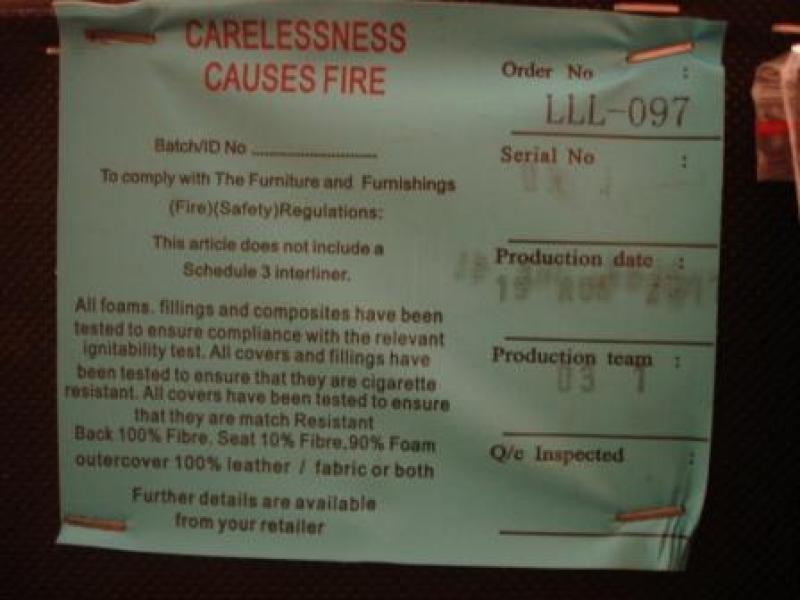 CARELESSNESS
CAUSES FIRE
Batch/ID No ........................
To comply with The Furniture and Furnishings
(Fire)(Safety)Regulations:
This article does not include a
Schedule 3 interliner.
All foams. fillings and composites have been
tested to ensure compliance with the relevant
ignitability test. All covers and fillings have
been tested to ensure that they are cigarette
resistant. All covers have been tested to ensure
that they are match Resistant
Back 100% Fibre. Seat 10% Fibre.90% Foam
outercover 100% leather / fabric or both
Further details are available
from your retailer
Order No :
LLL-097
Serial No :
Production date :
Production team :
03 1
Q/c Inspected :